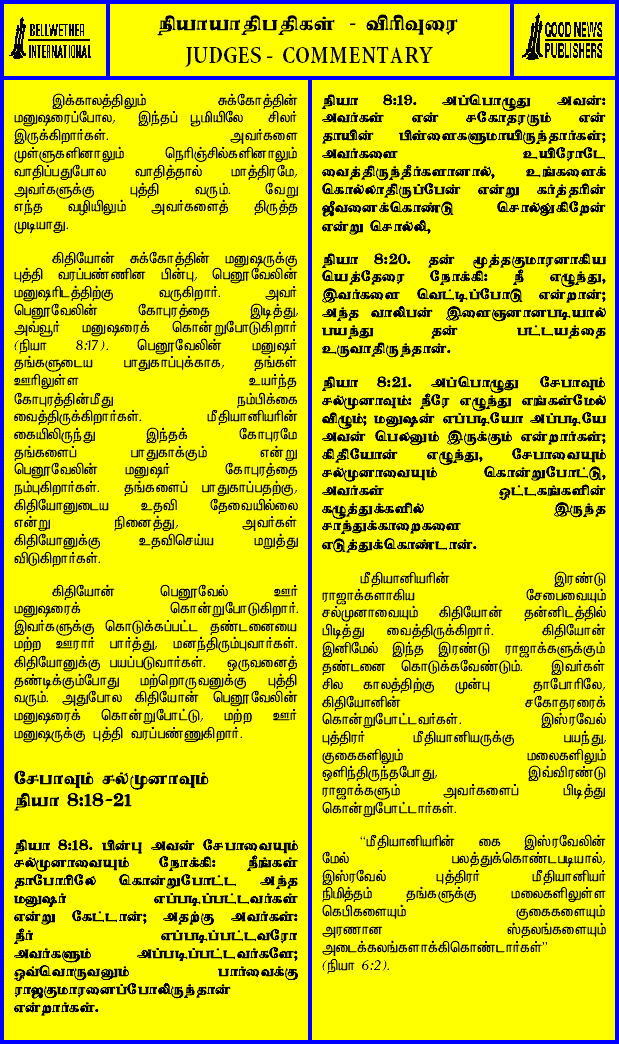 BELLWETHER
INTERNATIONAL
நியாயாதிபதிகள் - விரிவுரை
JUDGES - COMMENTARY
GOOD NEWS
PUBLISHERS
இக்காலத்திலும் சுக்கோத்தின்
மனுஷரைப்போல, இந்தப் பூமியிலே சிலர்
இருக்கிறார்கள். அவர்களை
முள்ளுகளினாலும் நெரிஞ்சில்களினாலும்
வாதிப்பதுபோல வாதித்தால் மாத்திரமே,
அவர்களுக்கு புத்தி வரும். வேறு
எந்த வழியிலும் அவர்களைத் திருத்த
முடியாது.
கிதியோன் சுக்கோத்தின் மனுஷருக்கு
புத்தி வரப்பண்ணின பின்பு, பெனூவேலின்
மனுஷரிடத்திற்கு வருகிறார். அவர்
பெனூவேலின் கோபுரத்தை இடித்து,
அவ்வூர் மனுஷரைக் கொன்றுபோடுகிறார்
(நியா 8:17). பெனூவேலின் மனுஷர்
தங்களுடைய பாதுகாப்புக்காக, தங்கள்
ஊரிலுள்ள உயர்ந்த
கோபுரத்தின்மீது நம்பிக்கை
வைத்திருக்கிறார்கள். மீதியானியரின்
கையிலிருந்து இந்தக் கோபுரமே
தங்களைப் பாதுகாக்கும் என்று
பெனூவேலின் மனுஷர் கோபுரத்தை
நம்புகிறார்கள். தங்களைப் பாதுகாப்பதற்கு,
கிதியோனுடைய உதவி தேவையில்லை
என்று நினைத்து, அவர்கள்
கிதியோனுக்கு உதவிசெய்ய மறுத்து
விடுகிறார்கள்.
கிதியோன் பெனூவேல் ஊர்
மனுஷரைக் கொன்றுபோடுகிறார்.
இவர்களுக்கு கொடுக்கப்பட்ட தண்டனையை
மற்ற ஊரார் பார்த்து, மனந்திரும்புவார்கள்.
கிதியோனுக்கு பயப்படுவார்கள். ஒருவனைத்
தண்டிக்கும்போது மற்றொருவனுக்கு புத்தி
வரும். அதுபோல கிதியோன் பெனூவேலின்
மனுஷரைக் கொன்றுபோட்டு, மற்ற ஊர்
மனுஷருக்கு புத்தி வரப்பண்ணுகிறார்.
சேபாவும் சல்முனாவும்
நியா 8:18-21
நியா 8:18. பின்பு அவன் சேபாவையும்
சல்முனாவையும் நோக்கி: நீங்கள்
தாபோரிலே கொன்றுபோட்ட அந்த
மனுஷர் எப்படிப்பட்டவர்கள்
என்று கேட்டான்; அதற்கு அவர்கள்:
நீர் எப்படிப்பட்டவரோ
அவர்களும் அப்படிப்பட்டவர்களே;
ஒவ்வொருவனும் பார்வைக்கு
ராஜகுமாரனைப்போலிருந்தான்
என்றார்கள்.
நியா 8:19. அப்பொழுது அவன்:
அவர்கள் என் சகோதரரும் என்
தாயின் பிள்ளைகளுமாயிருந்தார்கள்;
அவர்களை உயிரோடே
வைத்திருந்தீர்களானால், உங்களைக்
கொல்லாதிருப்பேன் என்று கர்த்தரின்
ஜீவனைக்கொண்டு சொல்லுகிறேன்
என்று சொல்லி,
நியா 8:20. தன் மூத்தகுமாரனாகிய
யெத்தேரை நோக்கி: நீ எழுந்து,
இவர்களை வெட்டிப்போடு என்றான்;
அந்த வாலிபன் இளைஞனானபடியால்
பயந்து தன் பட்டயத்தை
உருவாதிருந்தான்.
நியா 8:21. அப்பொழுது சேபாவும்
சல்முனாவும்: நீரே எழுந்து எங்கள்மேல்
விழும்; மனுஷன் எப்படியோ அப்படியே
அவன் பெலனும் இருக்கும் என்றார்கள்;
கிதியோன் எழுந்து, சேபாவையும்
சல்முனாவையும் கொன்றுபோட்டு,
அவர்கள் ஒட்டகங்களின்
கழுத்துக்களில் இருந்த
சாந்துக்காறைகளை
எடுத்துக்கொண்டான்.
மீதியானியரின் இரண்டு
ராஜாக்களாகிய சேபைவையும்
சல்முனாவையும் கிதியோன் தன்னிடத்தில்
பிடித்து வைத்திருக்கிறார். கிதியோன்
இனிமேல் இந்த இரண்டு ராஜாக்களுக்கும்
தண்டனை கொடுக்கவேண்டும். இவர்கள்
சில காலத்திற்கு முன்பு தாபோரிலே,
கிதியோனின் சகோதரரைக்
கொன்றுபோட்டவர்கள். இஸ்ரவேல்
புத்திரர் மீதியானியருக்கு பயந்து,
குகைகளிலும் மலைகளிலும்
ஒளிந்திருந்தபோது, இவ்விரண்டு
ராஜாக்களும் அவர்களைப் பிடித்து
கொன்றுபோட்டார்கள்.
"மீதியானியரின் கை இஸ்ரவேலின்
மேல் பலத்துக்கொண்டபடியால்,
இஸ்ரவேல் புத்திரர் மீதியானியர்
நிமித்தம் தங்களுக்கு மலைகளிலுள்ள
கெபிகளையும் குகைகளையும்
அரணான ஸ்தலங்களையும்
அடைக்கலங்களாக்கிகொண்டார்கள்"
(நியா 6:2).